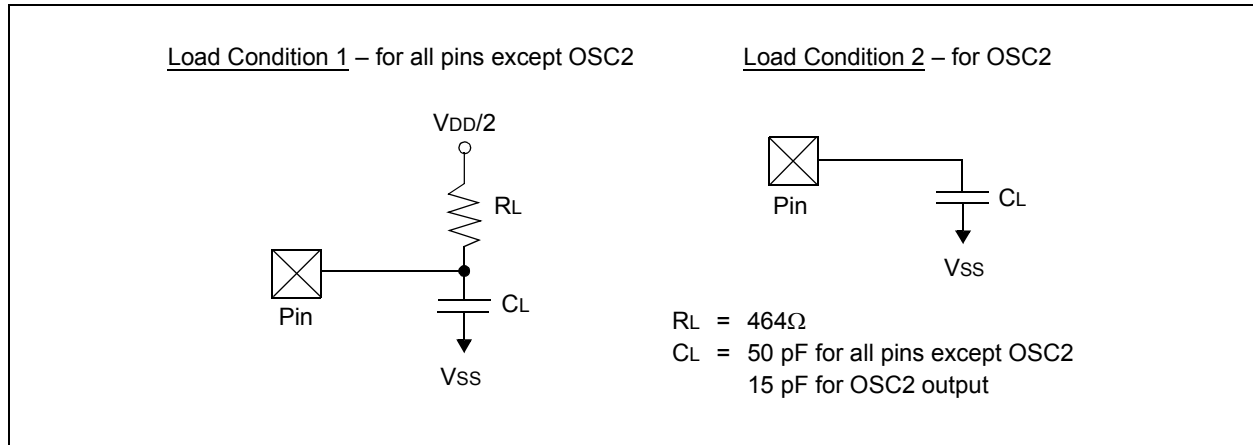 Load Condition 1 – for all pins except OSC2
VDD/2
RL
Pin
CL
VSS
Load Condition 2 – for OSC2
Pin
CL
VSS
RL = 464Ω
CL = 50 pF for all pins except OSC2
15 pF for OSC2 output